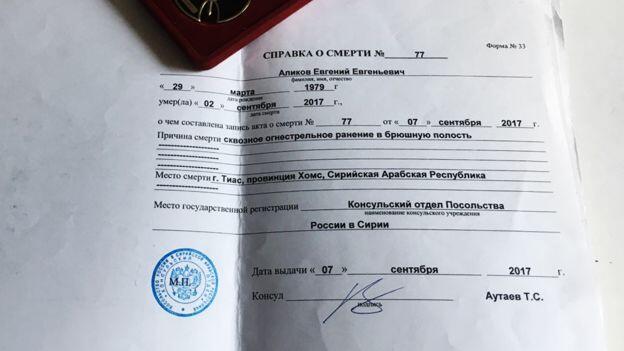 СПРАВКА О СМЕРТИ № 77
Форма № 33
Аликов Евгений Евгеньевич
фамилия, имя, отчество
« 29 » марта 1979 г
дата рождения
умер(ла) « 02 » сентября 2017 г.,
дата смерти
о чем составлена запись акта о смерти № 77 от « 07 » сентября 2017 г.
Причина смерти сквозное огнестрельное ранение в брюшную полость
Место смерти г. Тиас, провинция Хомс, Сирийская Арабская Республика
Место государственной регистрации Консульский отдел Посольства
наименование консульского учреждения
России в Сирии
М.П.
Дата выдачи « 07 » сентября 2017 г.
Консул Аутаев Т.С.
подпись